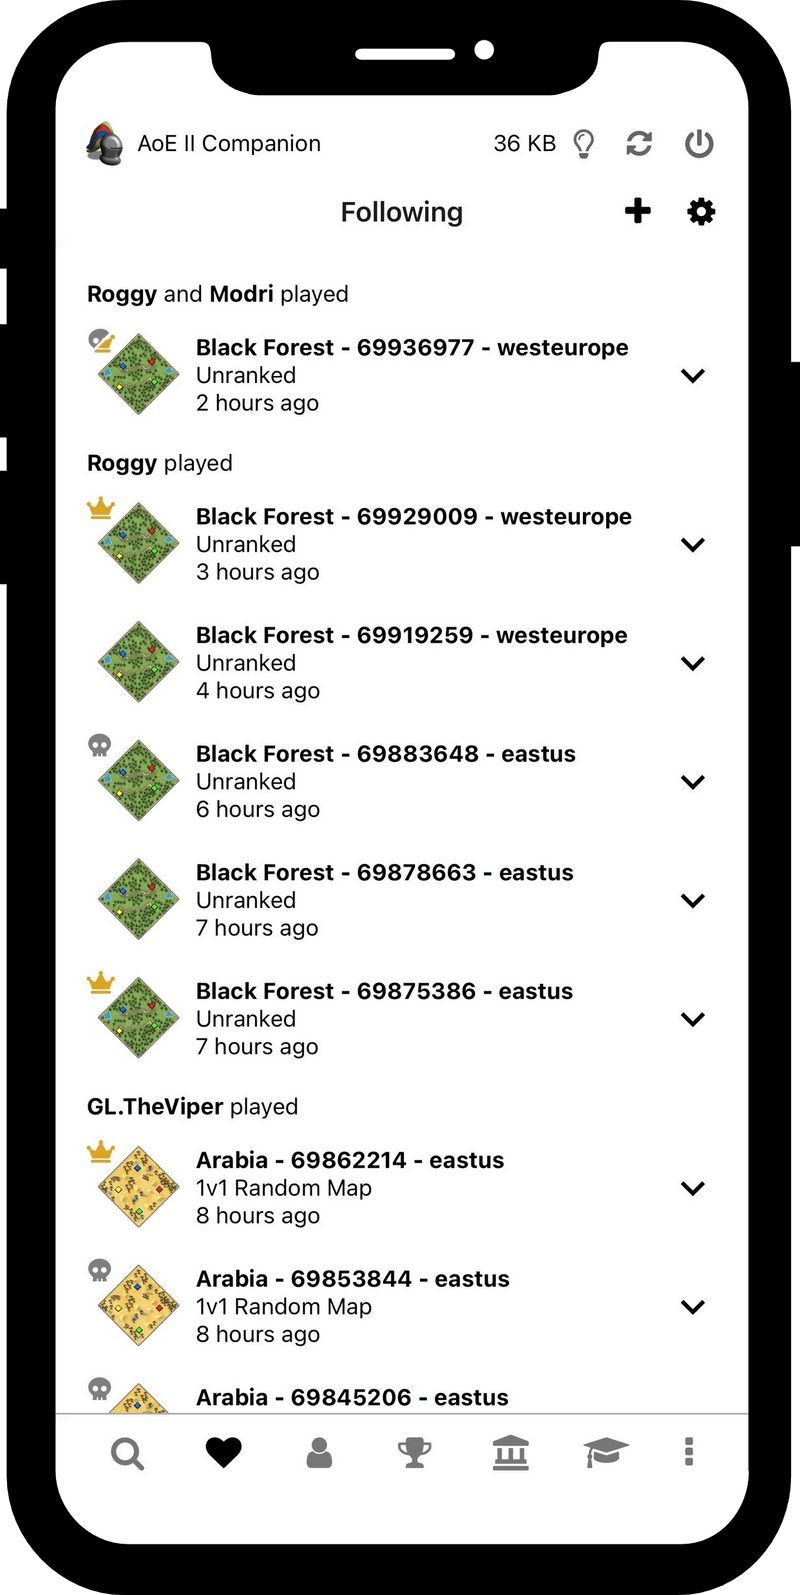 AoE II Companion 36 KB
Following
Roggy and Modri played
Black Forest - 69936977 - westeurope
Unranked
2 hours ago
Roggy played
Black Forest - 69929009 - westeurope
Unranked
3 hours ago
Black Forest - 69919259 - westeurope
Unranked
4 hours ago
Black Forest - 69883648 - eastus
Unranked
6 hours ago
Black Forest - 69878663 - eastus
Unranked
7 hours ago
Black Forest - 69875386 - eastus
Unranked
7 hours ago
GL.TheViper played
Arabia - 69862214 - eastus
1v1 Random Map
8 hours ago
Arabia - 69853844 - eastus
1v1 Random Map
8 hours ago
Arabia - 69845206 - eastus